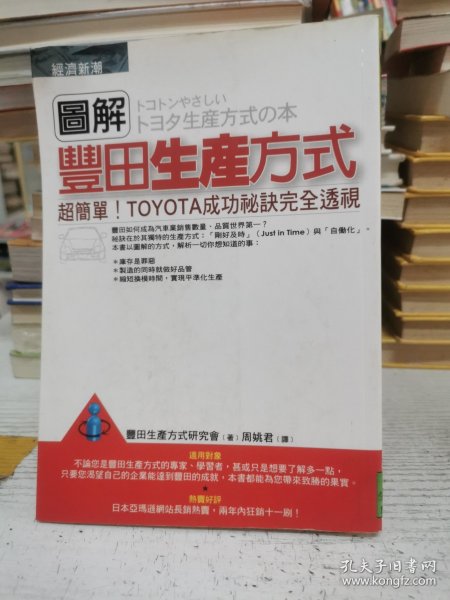 經濟新潮
圖解
トコトンやさしい
トヨタ生産方式の本
豐田生產方式
超簡單！TOYOTA成功祕訣完全透視
豐田如何成為汽車業銷售數量、品質世界第一？
祕訣在於其獨特的生產方式：「剛好及時」（Just in Time）與「自働化」。
本書以圖解的方式，解析一切你想知道的事：
＊庫存是罪惡
＊製造的同時就做好品管
＊縮短換模時間，實現平準化生產
豐田生產方式研究會（著）周姚君（譯）
適用對象
不論您是豐田生產方式的專家、學習者，甚或只是想要了解多一點，
只要您渴望自己的企業能達到豐田的成就，本書都能為您帶來致勝的果實。
★
熱賣好評
日本亞瑪遜網站長銷熱賣，兩年內狂銷十一刷！
孔夫子旧书网
www.kongfz.com